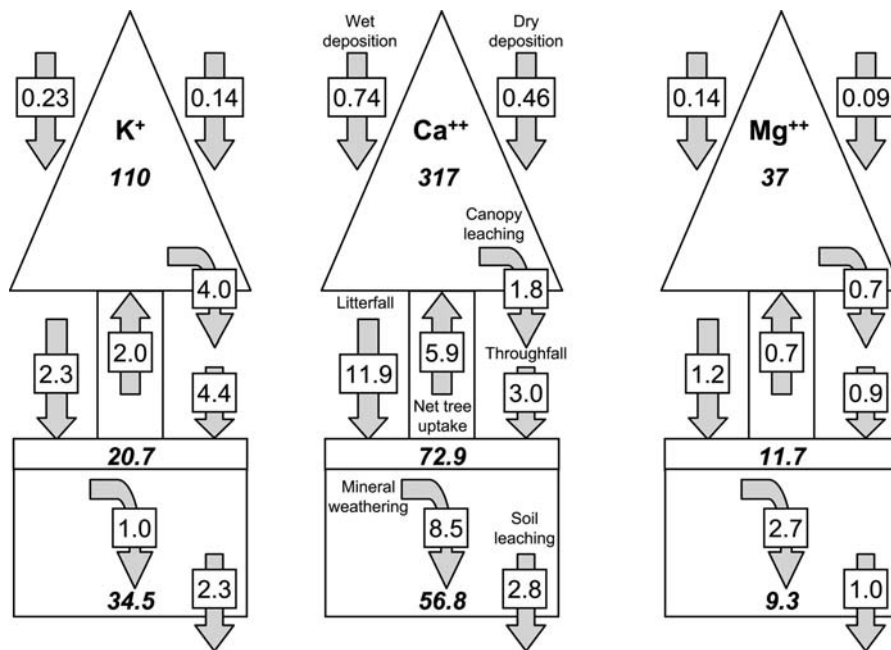 Wet
deposition
Dry
deposition
0.23
0.14
0.74
0.46
0.14
0.09
K+
110
Ca++
317
Mg++
37
Canopy
leaching
4.0
1.8
0.7
Litterfall
2.3
2.0
4.4
11.9
5.9
Throughfall
3.0
Net tree
uptake
1.2
0.7
0.9
20.7
72.9
11.7
Mineral
weathering
1.0
8.5
2.7
Soil
leaching
2.3
2.8
1.0
34.5
56.8
9.3